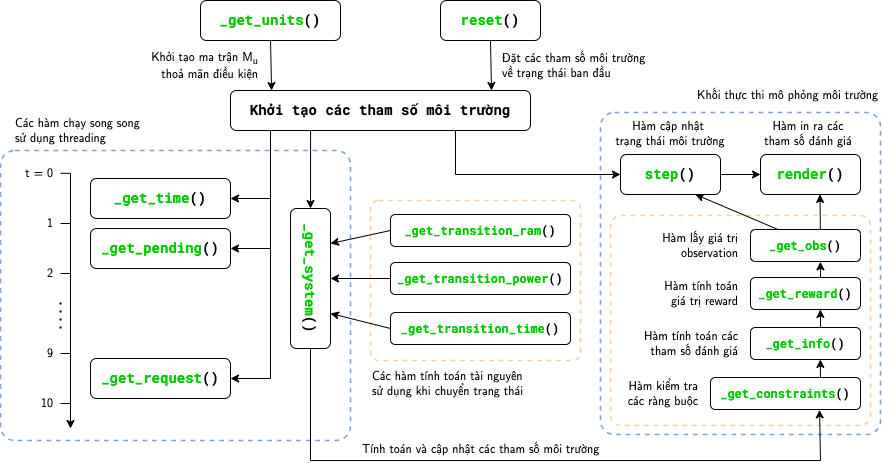 _get_units()
reset()
Khởi tạo ma trận Mu
thoả mãn điều kiện
Đặt các tham số môi trường
về trạng thái ban đầu
Khởi tạo các tham số môi trường
Các hàm chạy song song
sử dụng threading
t = 0
1
2
9
10
_get_time()
_get_pending()
_get_request()
_get_system()
_get_transition_ram()
_get_transition_power()
_get_transition_time()
Các hàm tính toán tài nguyên
sử dụng khi chuyển trạng thái
Khối thực thi mô phỏng môi trường
Hàm cập nhật
trạng thái môi trường
Hàm in ra các
tham số đánh giá
step()
render()
Hàm lấy giá trị
observation
_get_obs()
Hàm tính toán
giá trị reward
_get_reward()
Hàm tính toán các
tham số đánh giá
_get_info()
Hàm kiểm tra
các ràng buộc
_get_constraints()
Tính toán và cập nhật các tham số môi trường